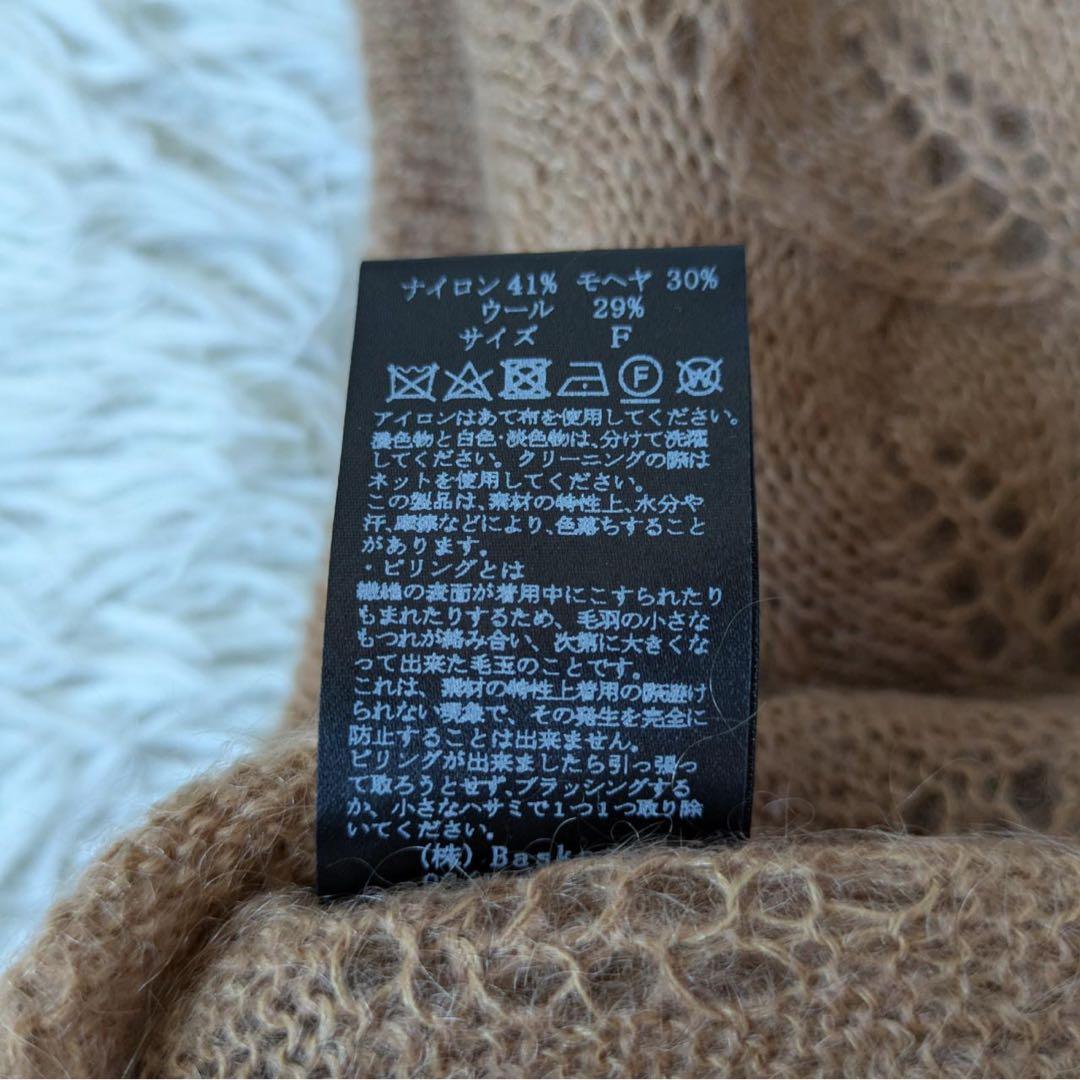 ナイロン 41% モヘヤ 30%
ウール 29%
サイズ F
F W
アイロンはあて布を使用してください。
濃色物と白色・淡色物は、分けて洗濯
してください。クリーニングの際は
ネットを使用してください。
この製品は、素材の特性上、水分や
汗、摩擦などにより、色落ちすること
があります。
・ピリングとは
繊維の表面が着用中にこすられたり
もまれたりするため、毛羽の小さな
もつれが絡み合い、次第に大きくな
って出来た毛玉のことです。
これは、素材の特性上着用の際避け
られない現象で、その発生を完全に
防止することは出来ません。
ピリングが出来ましたら引っ張っ
て取ろうとせず、ブラッシングする
か、小さなハサミで1つ1つ取り除
いてください。
(株)